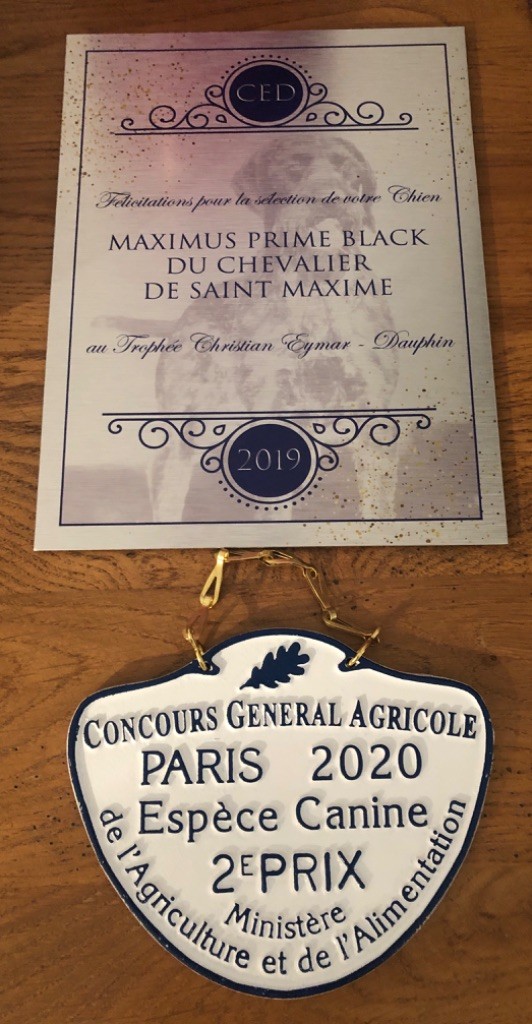 CED
Félicitations pour la sélection de votre Chien
MAXIMUS PRIME BLACK
DU CHEVALIER
DE SAINT MAXIME
au Trophée Christian Eymar - Dauphin
2019
CONCOURS GENERAL AGRICOLE
PARIS 2020
Espèce Canine
2E PRIX
Ministère
de l'Agriculture et de l'Alimentation